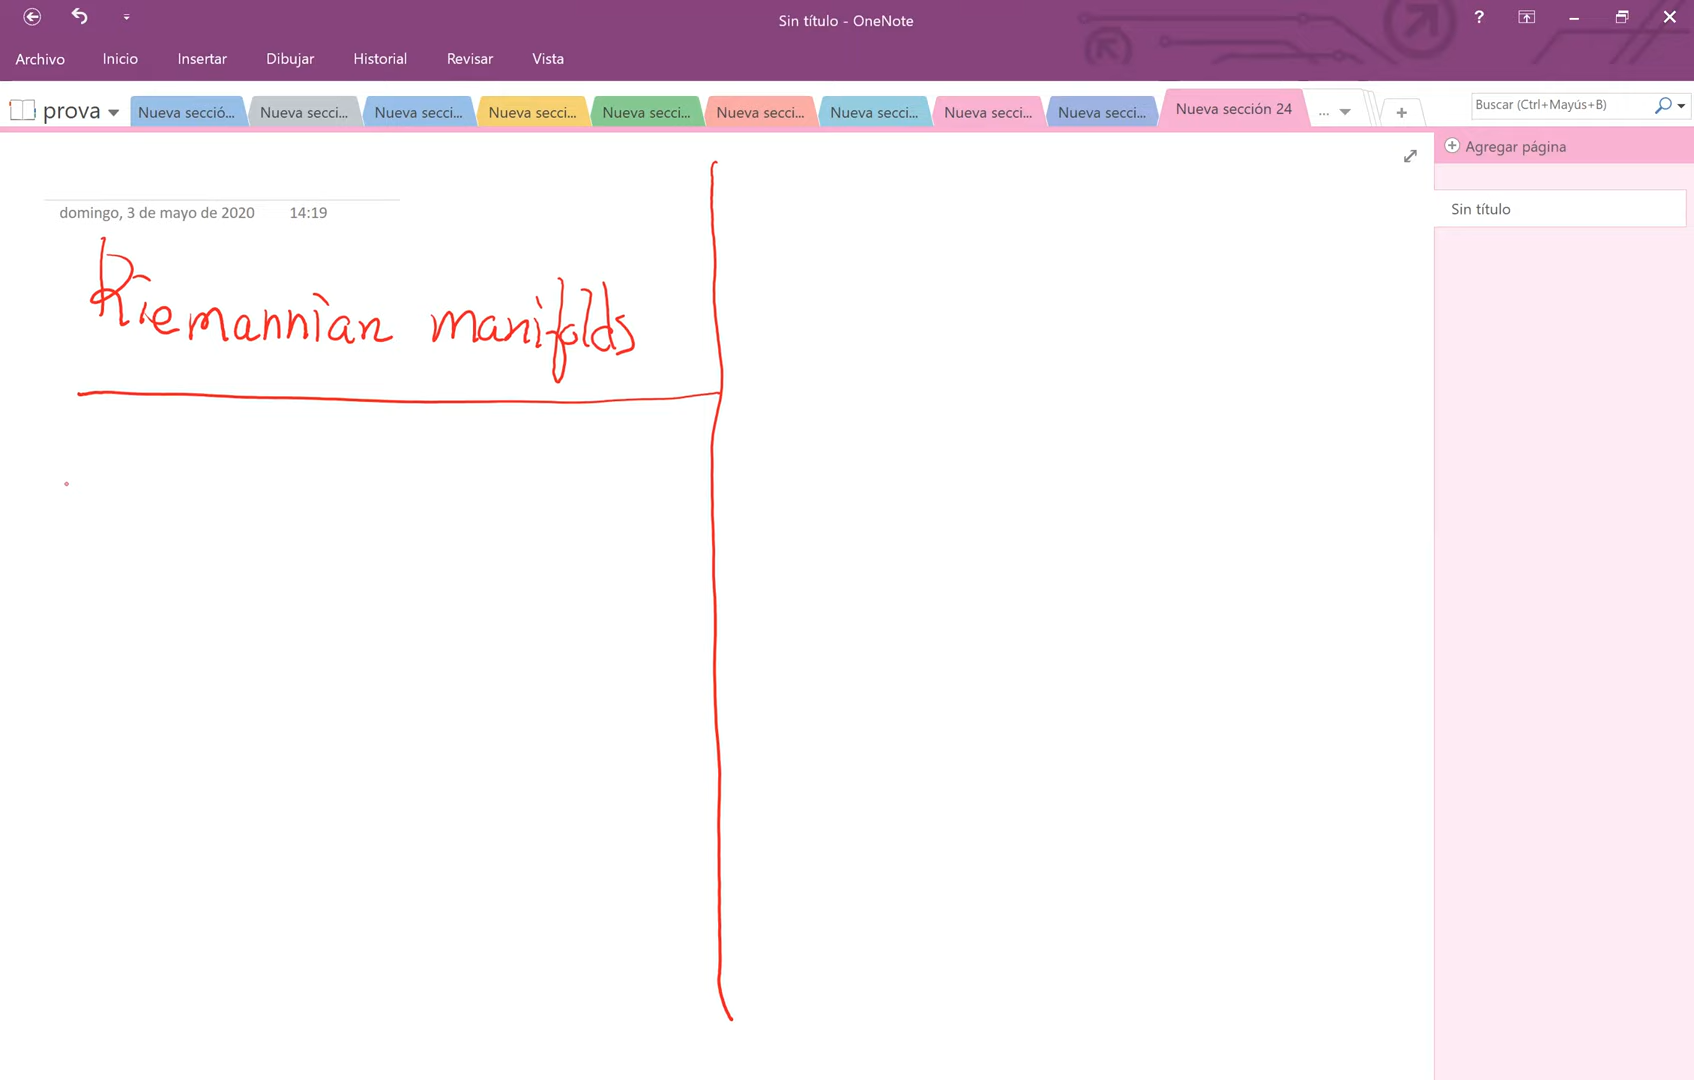 Sin título - OneNote
?
Archivo Inicio Insertar Dibujar Historial Revisar Vista
prova Nueva secció... Nueva secci... Nueva secci... Nueva secci... Nueva secci... Nueva secci... Nueva secci... Nueva secci... Nueva secci... Nueva sección 24 ... + Buscar (Ctrl+Mayús+B)
Agregar página
Sin título
domingo, 3 de mayo de 2020 14:19
Riemannian manifolds